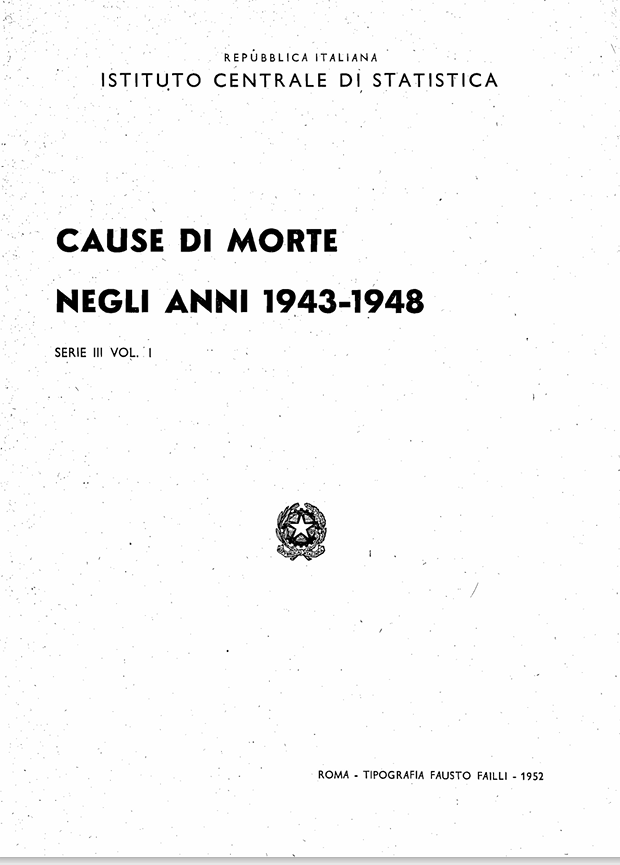 REPUBBLICA ITALIANA
ISTITUTO CENTRALE DI STATISTICA
CAUSE DI MORTE
NEGLI ANNI 1943-1948
SERIE III VOL. I
ROMA - TIPOGRAFIA FAUSTO FAILLI - 1952